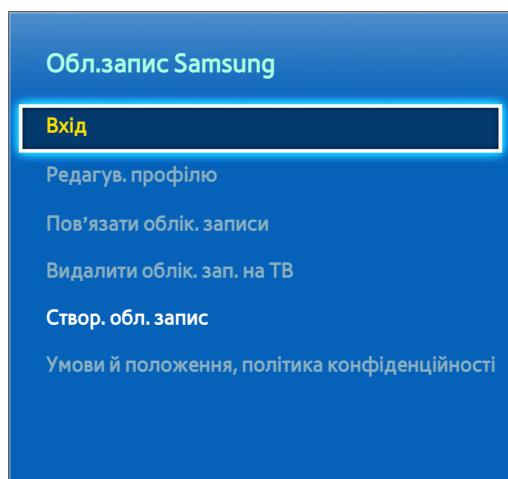 Обл.запис Samsung
Вхід
Редагув. профілю
Пов’язати облік. записи
Видалити облік. зап. на ТВ
Створ. обл. запис
Умови й положення, політика конфіденційності